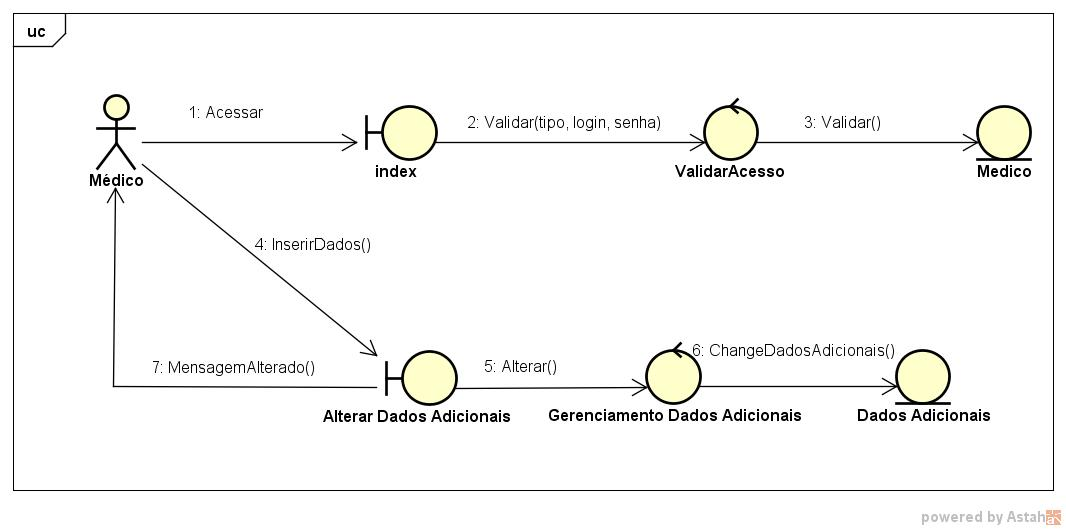 uc
1: Acessar
2: Validar(tipo, login, senha)
3: Validar()
Médico
index
ValidarAcesso
Medico
4: InserirDados()
7: MensagemAlterado()
5: Alterar()
6: ChangeDadosAdicionais()
Alterar Dados Adicionais
Gerenciamento Dados Adicionais
Dados Adicionais
powered by Astah